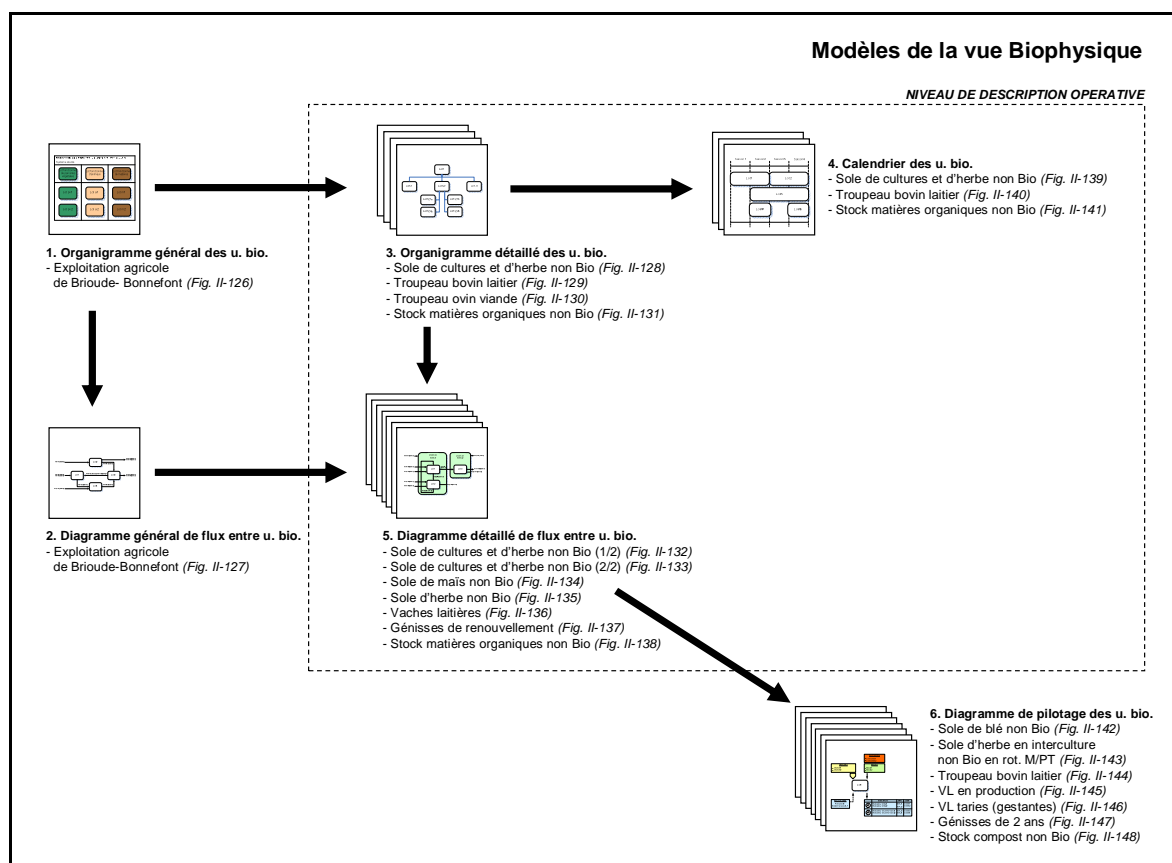 Modèles de la vue Biophysique
NIVEAU DE DESCRIPTION OPERATIVE
1. Organigramme général des u. bio.
- Exploitation agricole
de Brioude- Bonnefont (Fig. II-126)
3. Organigramme détaillé des u. bio.
- Sole de cultures et d'herbe non Bio (Fig. II-128)
- Troupeau bovin laitier (Fig. II-129)
- Troupeau ovin viande (Fig. II-130)
- Stock matières organiques non Bio (Fig. II-131)
4. Calendrier des u. bio.
- Sole de cultures et d'herbe non Bio (Fig. II-139)
- Troupeau bovin laitier (Fig. II-140)
- Stock matières organiques non Bio (Fig. II-141)
2. Diagramme général de flux entre u. bio.
- Exploitation agricole
de Brioude-Bonnefont (Fig. II-127)
5. Diagramme détaillé de flux entre u. bio.
- Sole de cultures et d'herbe non Bio (1/2) (Fig. II-132)
- Sole de cultures et d'herbe non Bio (2/2) (Fig. II-133)
- Sole de maïs non Bio (Fig. II-134)
- Sole d'herbe non Bio (Fig. II-135)
- Vaches laitières (Fig. II-136)
- Génisses de renouvellement (Fig. II-137)
- Stock matières organiques non Bio (Fig. II-138)
6. Diagramme de pilotage des u. bio.
- Sole de blé non Bio (Fig. II-142)
- Sole d'herbe en interculture
non Bio en rot. M/PT (Fig. II-143)
- Troupeau bovin laitier (Fig. II-144)
- VL en production (Fig. II-145)
- VL taries (gestantes) (Fig. II-146)
- Génisses de 2 ans (Fig. II-147)
- Stock compost non Bio (Fig. II-148)